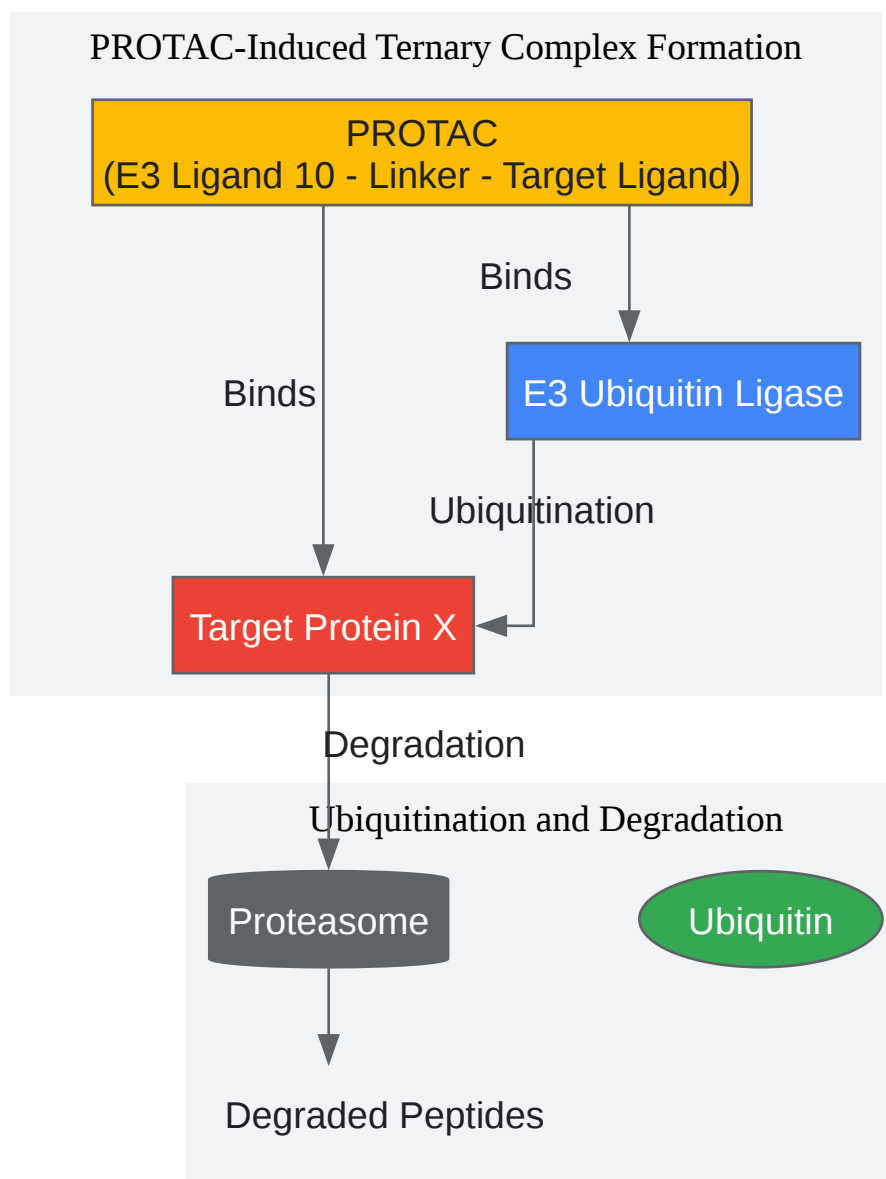 PROTAC-Induced Ternary Complex Formation
PROTAC
(E3 Ligand 10 - Linker - Target Ligand)
Binds
E3 Ubiquitin Ligase
Binds
Ubiquitination
Target Protein X
Degradation
Ubiquitination and Degradation
Proteasome
Ubiquitin
Degraded Peptides